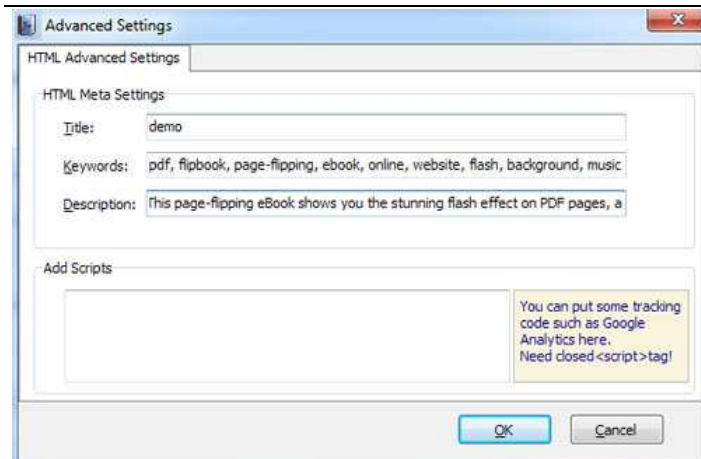 Advanced Settings
HTML Advanced Settings
HTML Meta Settings
Title: demo
Keywords: pdf, flipbook, page-flipping, ebook, online, website, flash, background, music
Description: This page-flipping eBook shows you the stunning flash effect on PDF pages, a
Add Scripts
You can put some tracking
code such as Google
Analytics here.
Need closed<script>tag!
OK Cancel